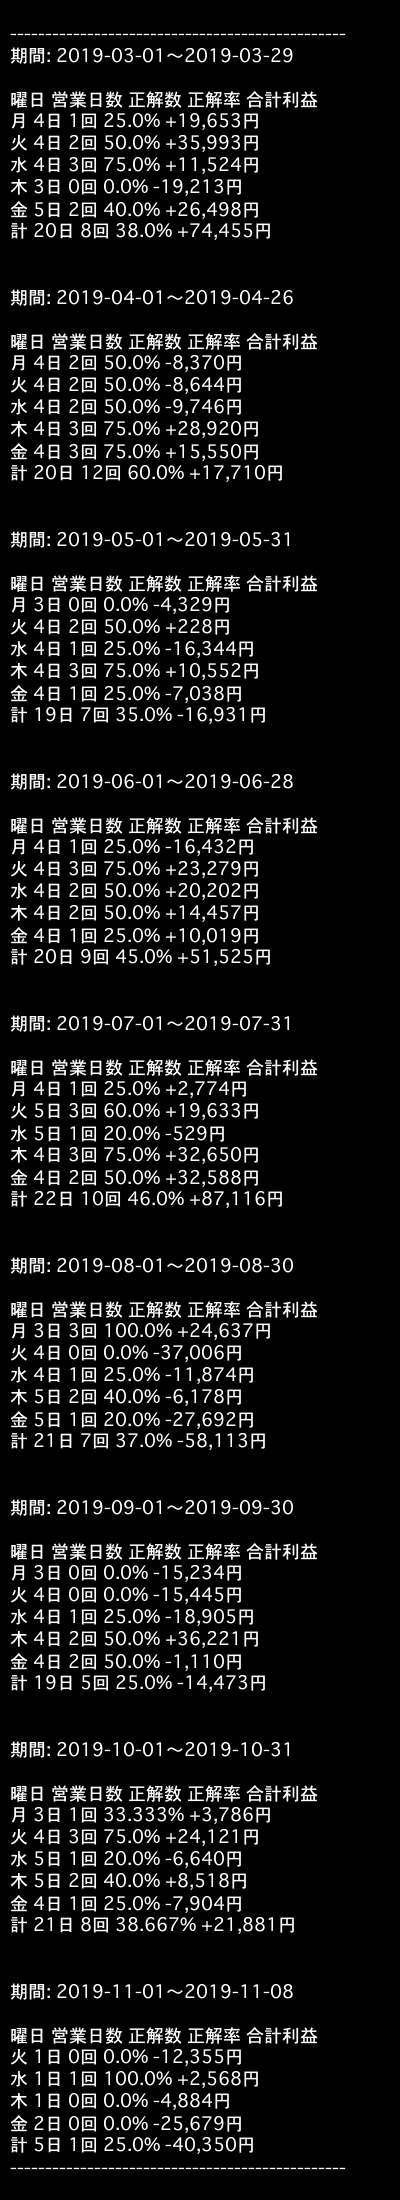 ------------------------------------------------
期間: 2019-03-01〜2019-03-29
曜日 営業日数 正解数 正解率 合計利益
月 4日 1回 25.0% +19,653円
火 4日 2回 50.0% +35,993円
水 4日 3回 75.0% +11,524円
木 3日 0回 0.0% -19,213円
金 5日 2回 40.0% +26,498円
計 20日 8回 38.0% +74,455円
期間: 2019-04-01〜2019-04-26
曜日 営業日数 正解数 正解率 合計利益
月 4日 2回 50.0% -8,370円
火 4日 2回 50.0% -8,644円
水 4日 2回 50.0% -9,746円
木 4日 3回 75.0% +28,920円
金 4日 3回 75.0% +15,550円
計 20日 12回 60.0% +17,710円
期間: 2019-05-01〜2019-05-31
曜日 営業日数 正解数 正解率 合計利益
月 3日 0回 0.0% -4,329円
火 4日 2回 50.0% +228円
水 4日 1回 25.0% -16,344円
木 4日 3回 75.0% +10,552円
金 4日 1回 25.0% -7,038円
計 19日 7回 35.0% -16,931円
期間: 2019-06-01〜2019-06-28
曜日 営業日数 正解数 正解率 合計利益
月 4日 1回 25.0% -16,432円
火 4日 3回 75.0% +23,279円
水 4日 2回 50.0% +20,202円
木 4日 2回 50.0% +14,457円
金 4日 1回 25.0% +10,019円
計 20日 9回 45.0% +51,525円
期間: 2019-07-01〜2019-07-31
曜日 営業日数 正解数 正解率 合計利益
月 4日 1回 25.0% +2,774円
火 5日 3回 60.0% +19,633円
水 5日 1回 20.0% -529円
木 4日 3回 75.0% +32,650円
金 4日 2回 50.0% +32,588円
計 22日 10回 46.0% +87,116円
期間: 2019-08-01〜2019-08-30
曜日 営業日数 正解数 正解率 合計利益
月 3日 3回 100.0% +24,637円
火 4日 0回 0.0% -37,006円
水 4日 1回 25.0% -11,874円
木 5日 2回 40.0% -6,178円
金 5日 1回 20.0% -27,692円
計 21日 7回 37.0% -58,113円
期間: 2019-09-01〜2019-09-30
曜日 営業日数 正解数 正解率 合計利益
月 3日 0回 0.0% -15,234円
火 4日 0回 0.0% -15,445円
水 4日 1回 25.0% -18,905円
木 4日 2回 50.0% +36,221円
金 4日 2回 50.0% -1,110円
計 19日 5回 25.0% -14,473円
期間: 2019-10-01〜2019-10-31
曜日 営業日数 正解数 正解率 合計利益
月 3日 1回 33.333% +3,786円
火 4日 3回 75.0% +24,121円
水 5日 1回 20.0% -6,640円
木 5日 2回 40.0% +8,518円
金 4日 1回 25.0% -7,904円
計 21日 8回 38.667% +21,881円
期間: 2019-11-01〜2019-11-08
曜日 営業日数 正解数 正解率 合計利益
火 1日 0回 0.0% -12,355円
水 1日 1回 100.0% +2,568円
木 1日 0回 0.0% -4,884円
金 2日 0回 0.0% -25,679円
計 5日 1回 25.0% -40,350円
------------------------------------------------